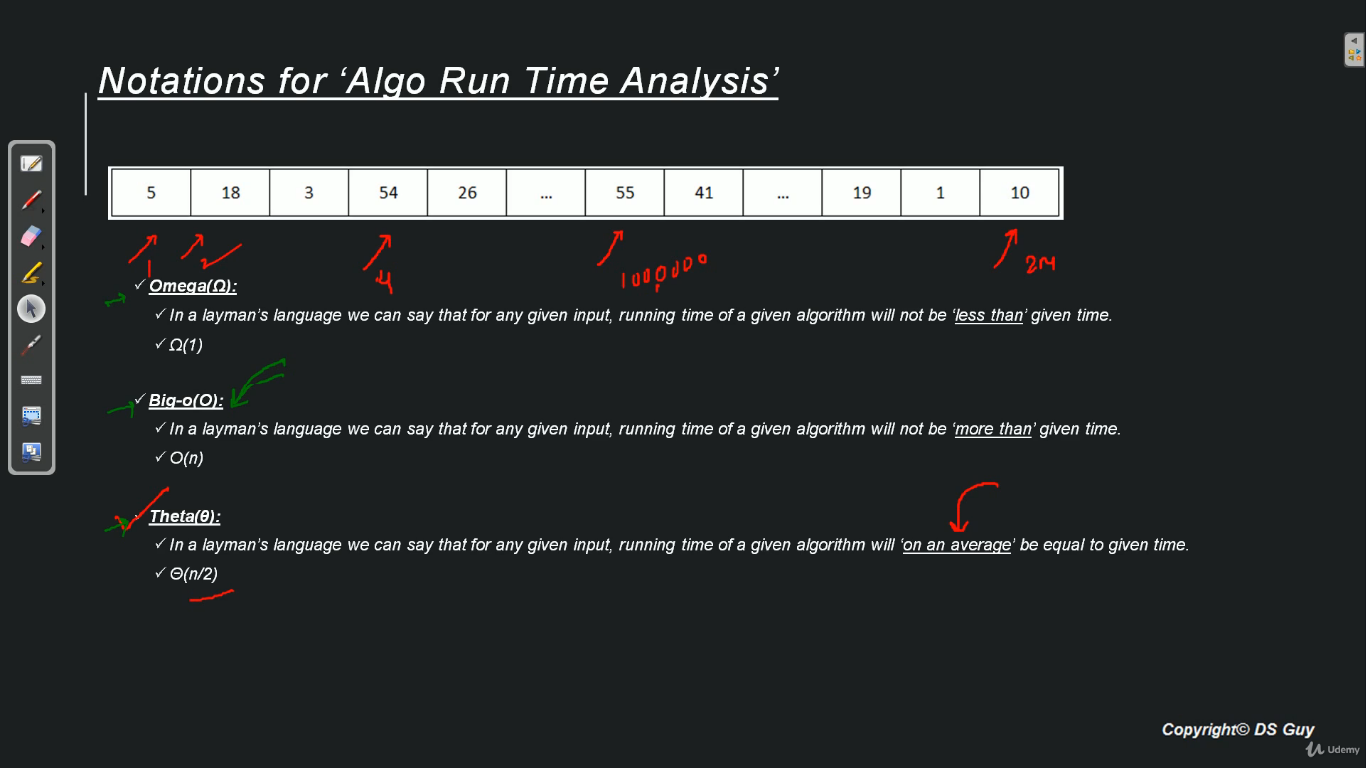 Notations for ‘Algo Run Time Analysis’
5 18 3 54 26 ... 55 41 ... 19 1 10
1 2 4 1000000 2M
✓ Omega(Ω):
✓ In a layman’s language we can say that for any given input, running time of a given algorithm will not be ‘less than’ given time.
✓ Ω(1)
✓ Big-o(O):
✓ In a layman’s language we can say that for any given input, running time of a given algorithm will not be ‘more than’ given time.
✓ O(n)
✓ Theta(θ):
✓ In a layman’s language we can say that for any given input, running time of a given algorithm will ‘on an average’ be equal to given time.
✓ Θ(n/2)
Copyright© DS Guy
Udemy